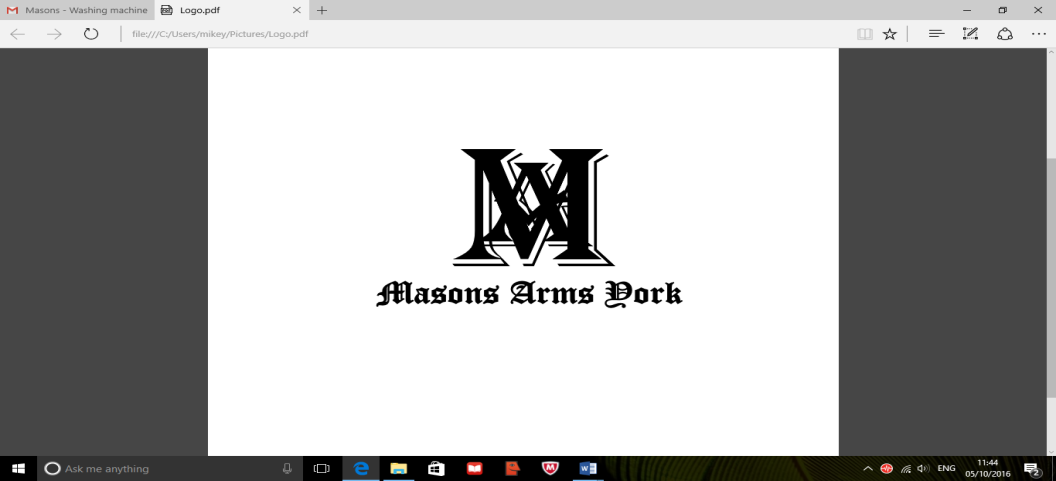 Masons - Washing machine
Logo.pdf
file:///C:/Users/mikey/Pictures/Logo.pdf
MA
Masons Arms York
Ask me anything
ENG
11:44
05/10/2016